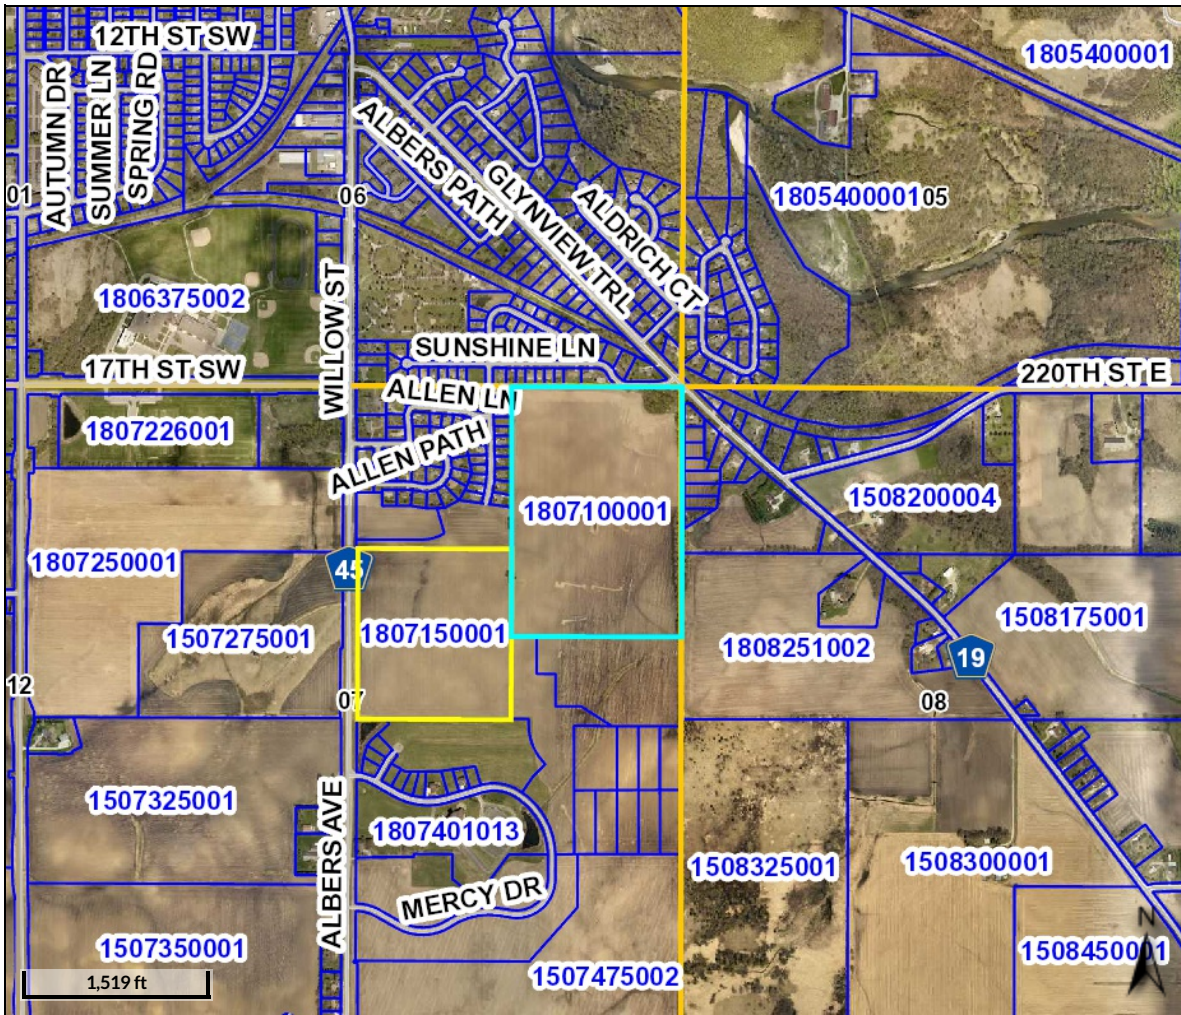 12TH ST SW
1805400001
AUTUMN DR
SUMMER LN
SPRING RD
ALBERS PATH
GLYNVIEW TRL
ALDRICH CT
01
06
1805400001
05
1806375002
WILLOW ST
SUNSHINE LN
17TH ST SW
220TH ST E
ALLEN LN
1807226001
ALLEN PATH
1508200004
1807100001
1807250001
45
1807150001
1507275001
1808251002
1508175001
19
12
07
08
1507325001
ALBERS AVE
1807401013
1508325001
1508300001
MERCY DR
1507350001
1507475002
N
1508450001
1,519 ft